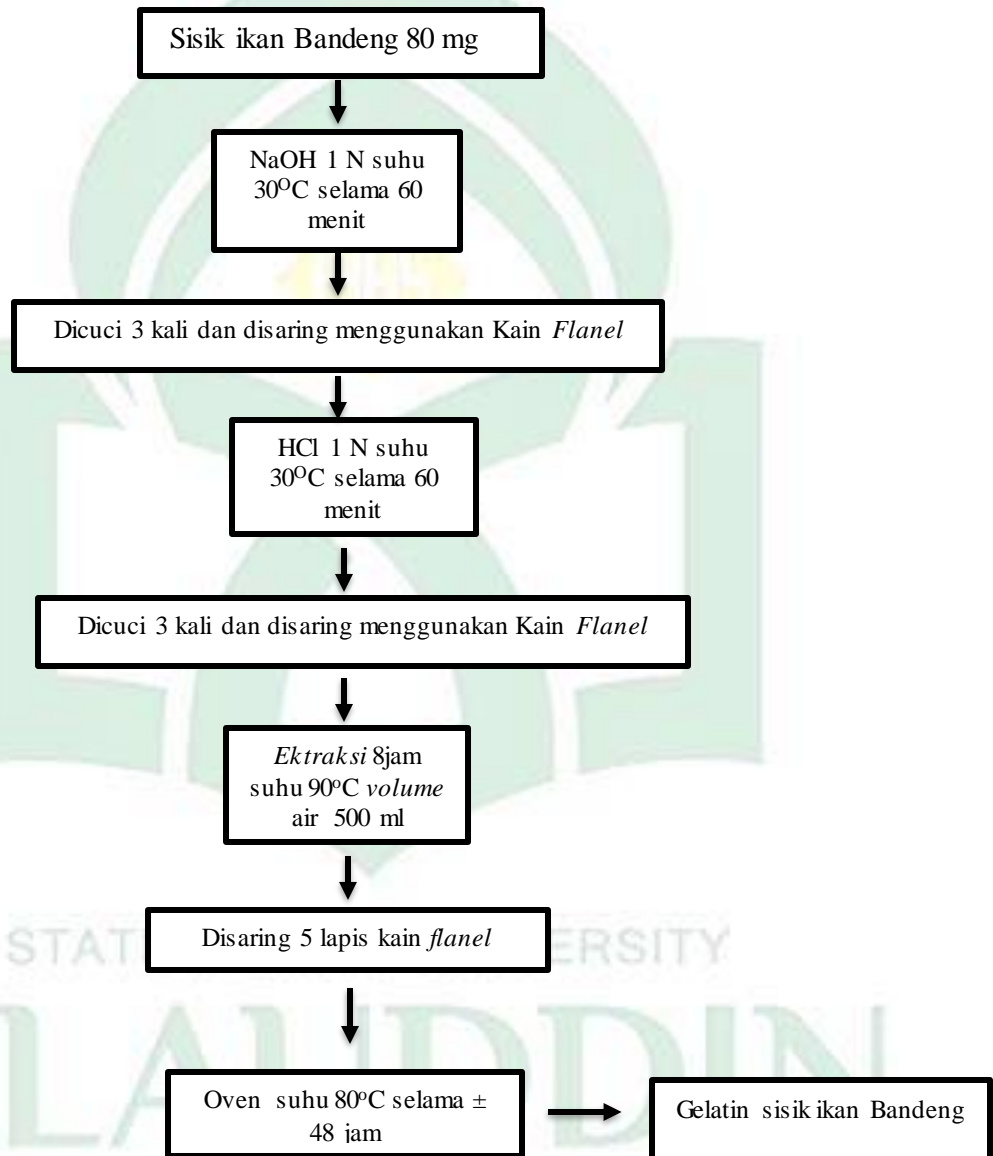 Sisik ikan Bandeng 80 mg
NaOH 1 N suhu
30ᴼC selama 60
menit
Dicuci 3 kali dan disaring menggunakan Kain Flanel
HCl 1 N suhu
30ᴼC selama 60
menit
Dicuci 3 kali dan disaring menggunakan Kain Flanel
Ektraksi 8jam
suhu 90ᵒC volume
air 500 ml
Disaring 5 lapis kain flanel
STAT ERSITY
LAUDDIN
Oven suhu 80ᵒC selama ±
48 jam
Gelatin sisik ikan Bandeng